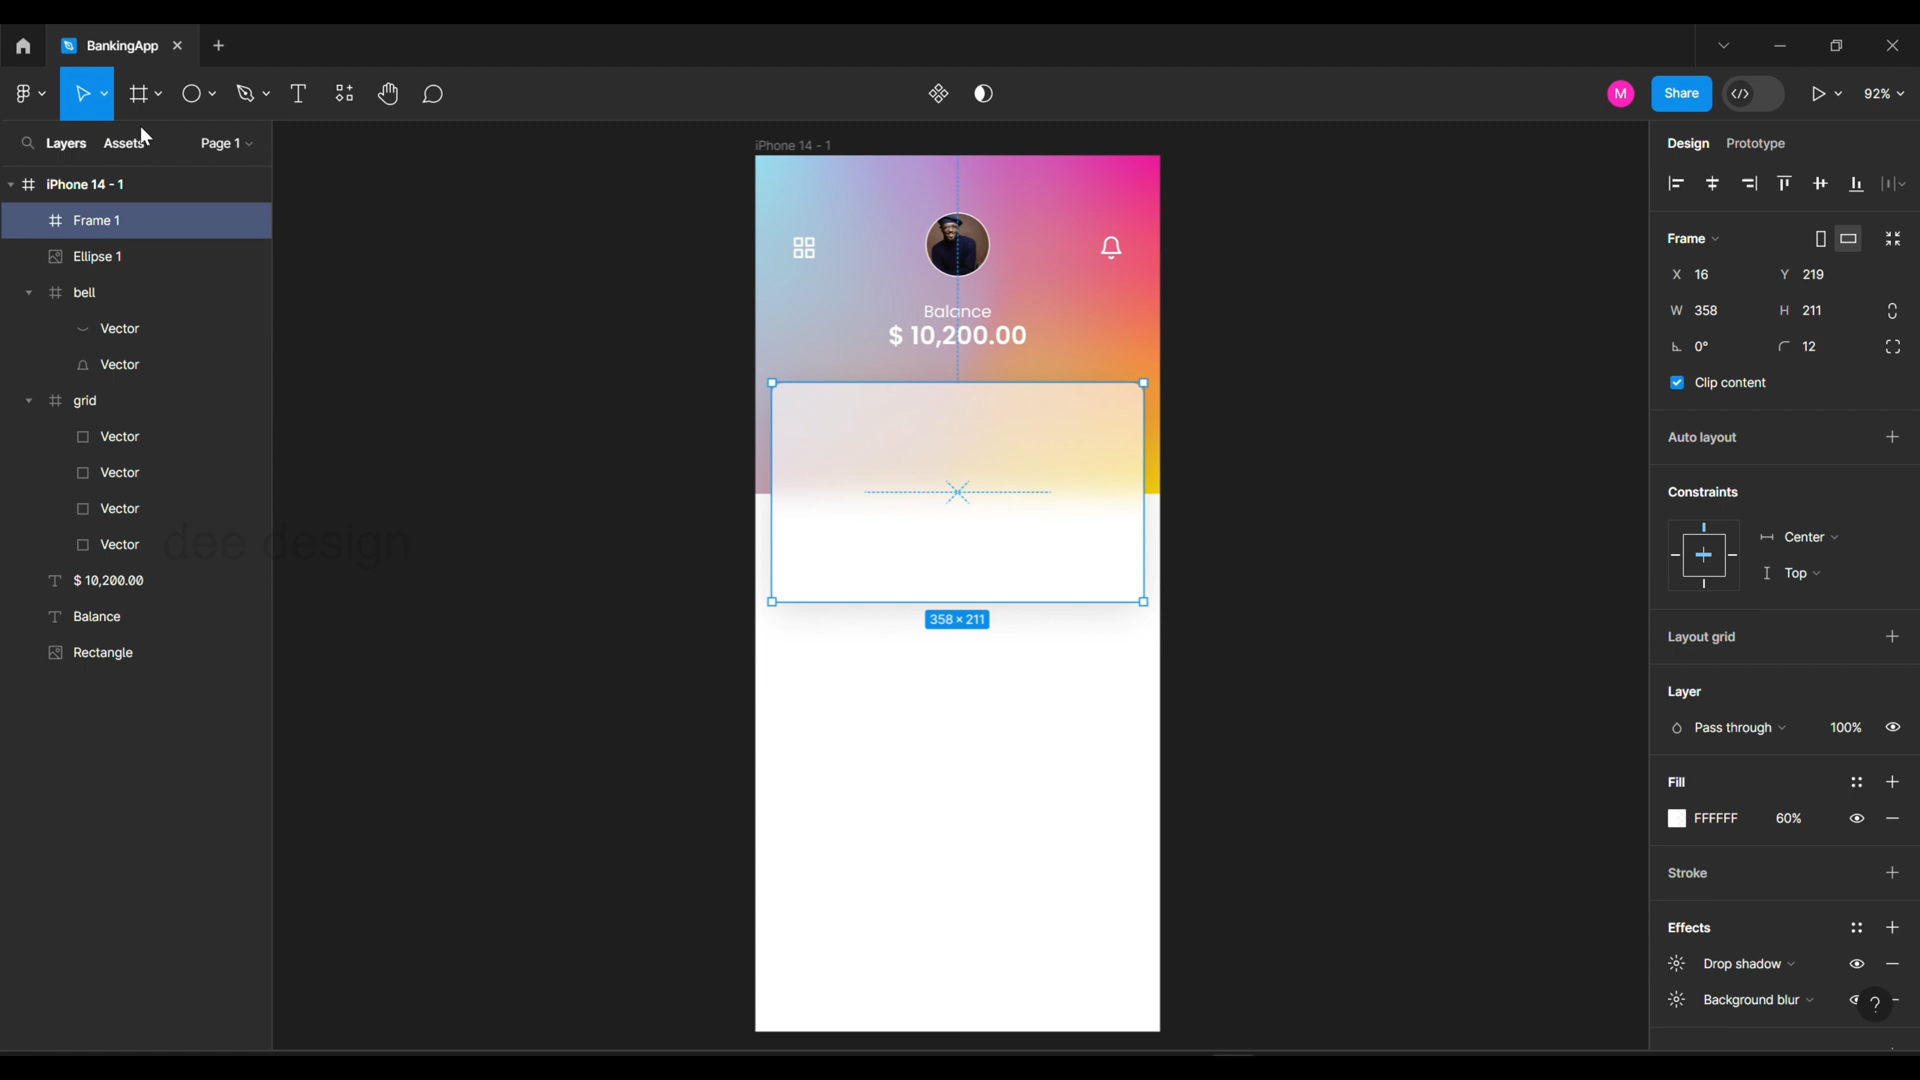 BankingApp
M
Share
92%
Layers
Assets
Page 1
iPhone 14 - 1
Frame 1
Ellipse 1
bell
Vector
Vector
grid
Vector
Vector
Vector
Vector
$ 10,200.00
Balance
Rectangle
dee design
iPhone 14 - 1
Balance
$ 10,200.00
358 × 211
Design
Prototype
Frame
X 16
Y 219
W 358
H 211
0°
12
Clip content
Auto layout
Constraints
Center
Top
Layout grid
Layer
Pass through
100%
Fill
FFFFFF
60%
Stroke
Effects
Drop shadow
Background blur
?